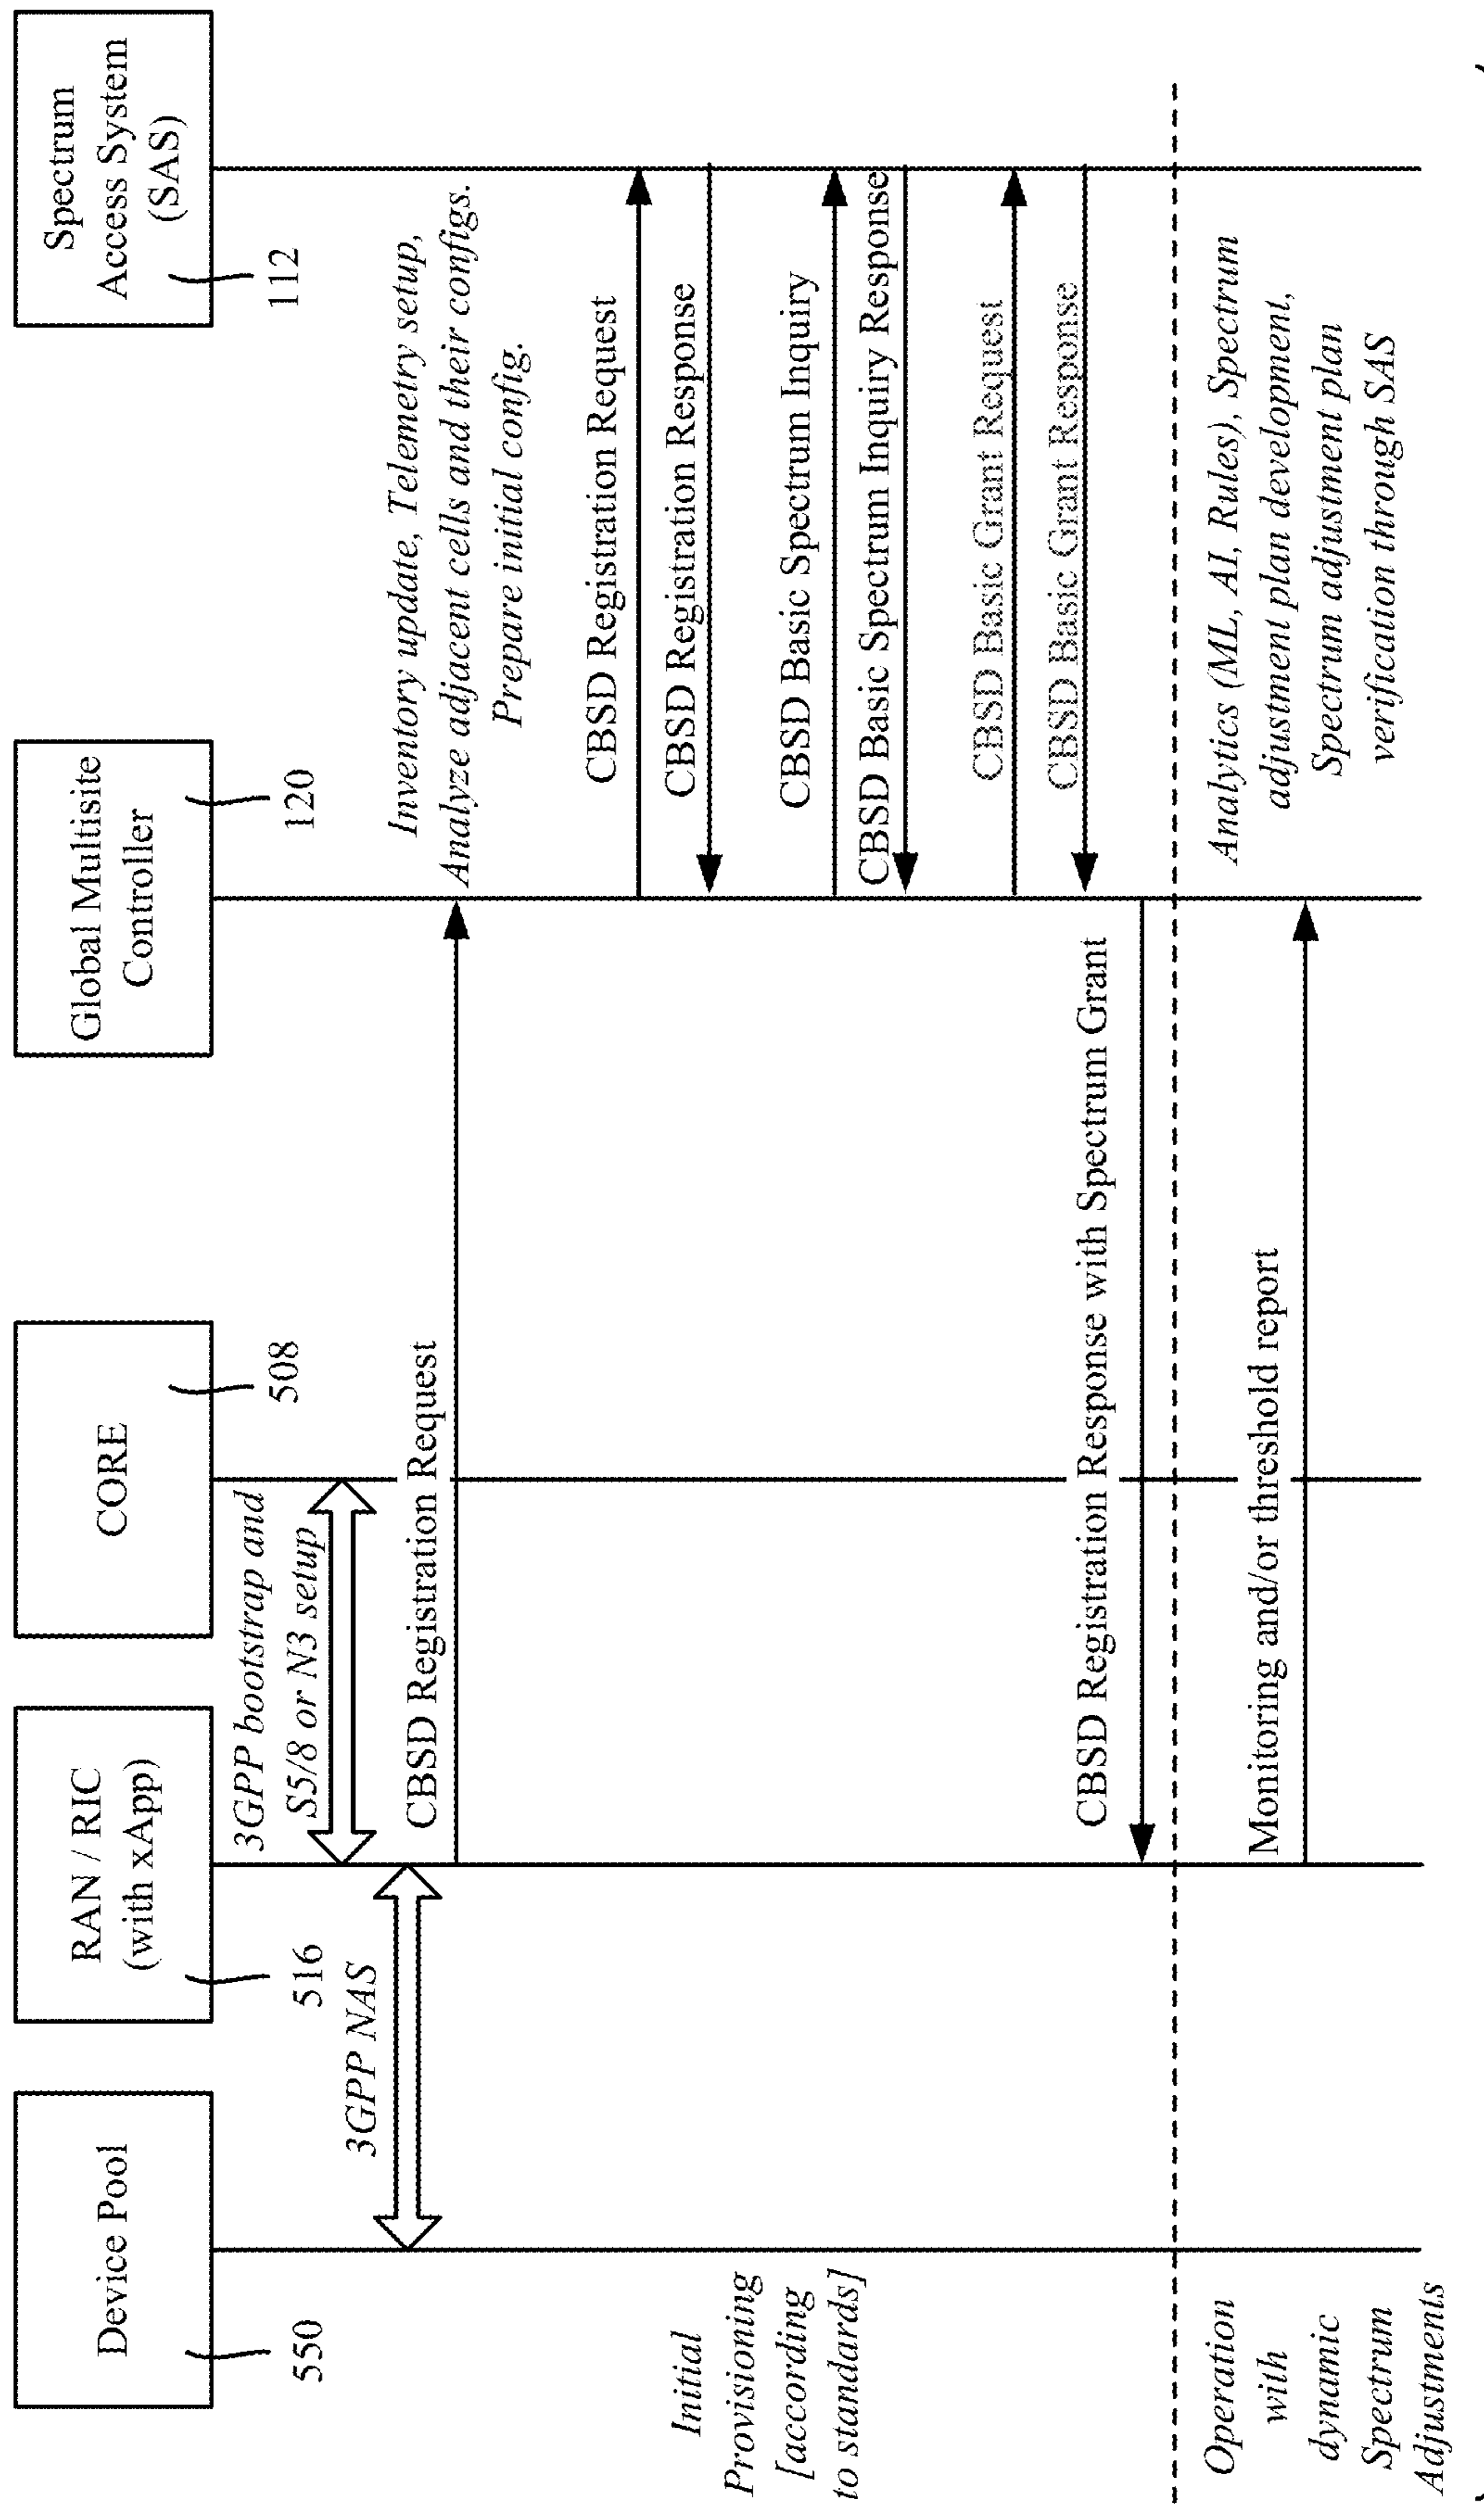 Device Pool
550
RAN / RIC
(with xApp)
516
CORE
508
Global Multisite
Controller
120
Spectrum
Access System
(SAS)
112
3GPP bootstrap and
S5/8 or N3 setup
3GPP NAS
CBSD Registration Request
Inventory update, Telemetry setup,
Analyze adjacent cells and their configs.
Prepare initial config.
CBSD Registration Request
CBSD Registration Response
Initial
Provisioning
[according
to standards]
CBSD Basic Spectrum Inquiry
CBSD Basic Spectrum Inquiry Response
CBSD Basic Grant Request
CBSD Basic Grant Response
CBSD Registration Response with Spectrum Grant
Operation
with
dynamic
Spectrum
Adjustments
Monitoring and/or threshold report
Analytics (ML, AI, Rules), Spectrum
adjustment plan development,
Spectrum adjustment plan
verification through SAS